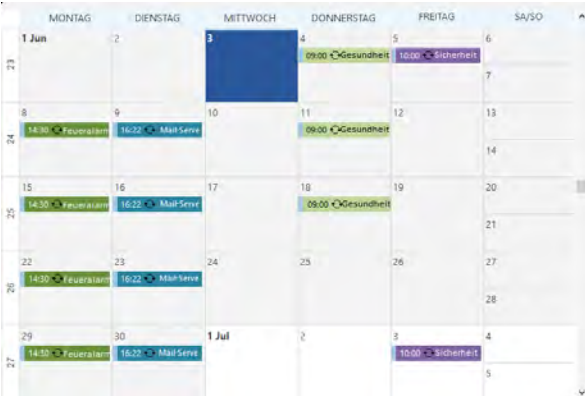 MONTAG DIENSTAG MITTWOCH DONNERSTAG FREITAG SA/SO
23
1 Jun 2 3 4 5 6
09:00 Gesundheit 10:00 Sicherheit
7
24
8 9 10 11 12 13
14:30 Feueralarm 16:22 Mail-Serve 09:00 Gesundheit
14
25
15 16 17 18 19 20
14:30 Feueralarm 16:22 Mail-Serve 09:00 Gesundheit
21
26
22 23 24 25 26 27
14:30 Feueralarm 16:22 Mail-Serve
28
27
29 30 1 Jul 2 3 4
14:30 Feueralarm 16:22 Mail-Serve 10:00 Sicherheit
5